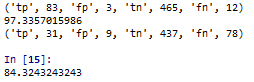 ('tp', 83, 'fp', 3, 'tn', 465, 'fn', 12)
97.3357015986
('tp', 31, 'fp', 9, 'tn', 437, 'fn', 78)
In [15]:
84.3243243243